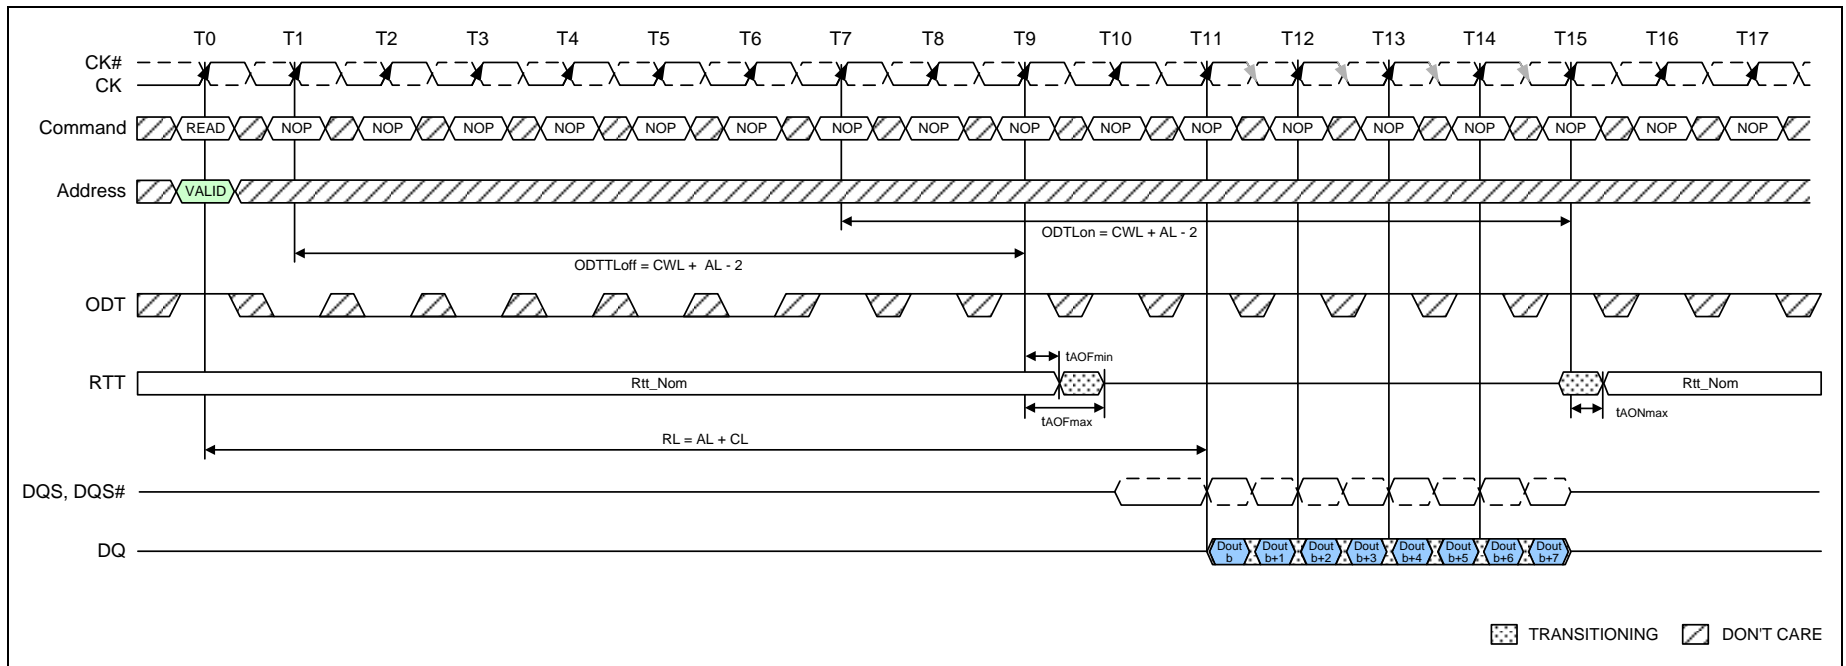 T0 T1 T2 T3 T4 T5 T6 T7 T8 T9 T10 T11 T12 T13 T14 T15 T16 T17
CK#
CK
Command READ NOP NOP NOP NOP NOP NOP NOP NOP NOP NOP NOP NOP NOP NOP NOP NOP NOP
Address VALID
ODTLon = CWL + AL - 2
ODTTLoff = CWL + AL - 2
ODT
tAOFmin
RTT Rtt_Nom Rtt_Nom
tAOFmax tAONmax
RL = AL + CL
DQS, DQS#
DQ Dout b Dout b+1 Dout b+2 Dout b+3 Dout b+4 Dout b+5 Dout b+6 Dout b+7
TRANSITIONING DON'T CARE